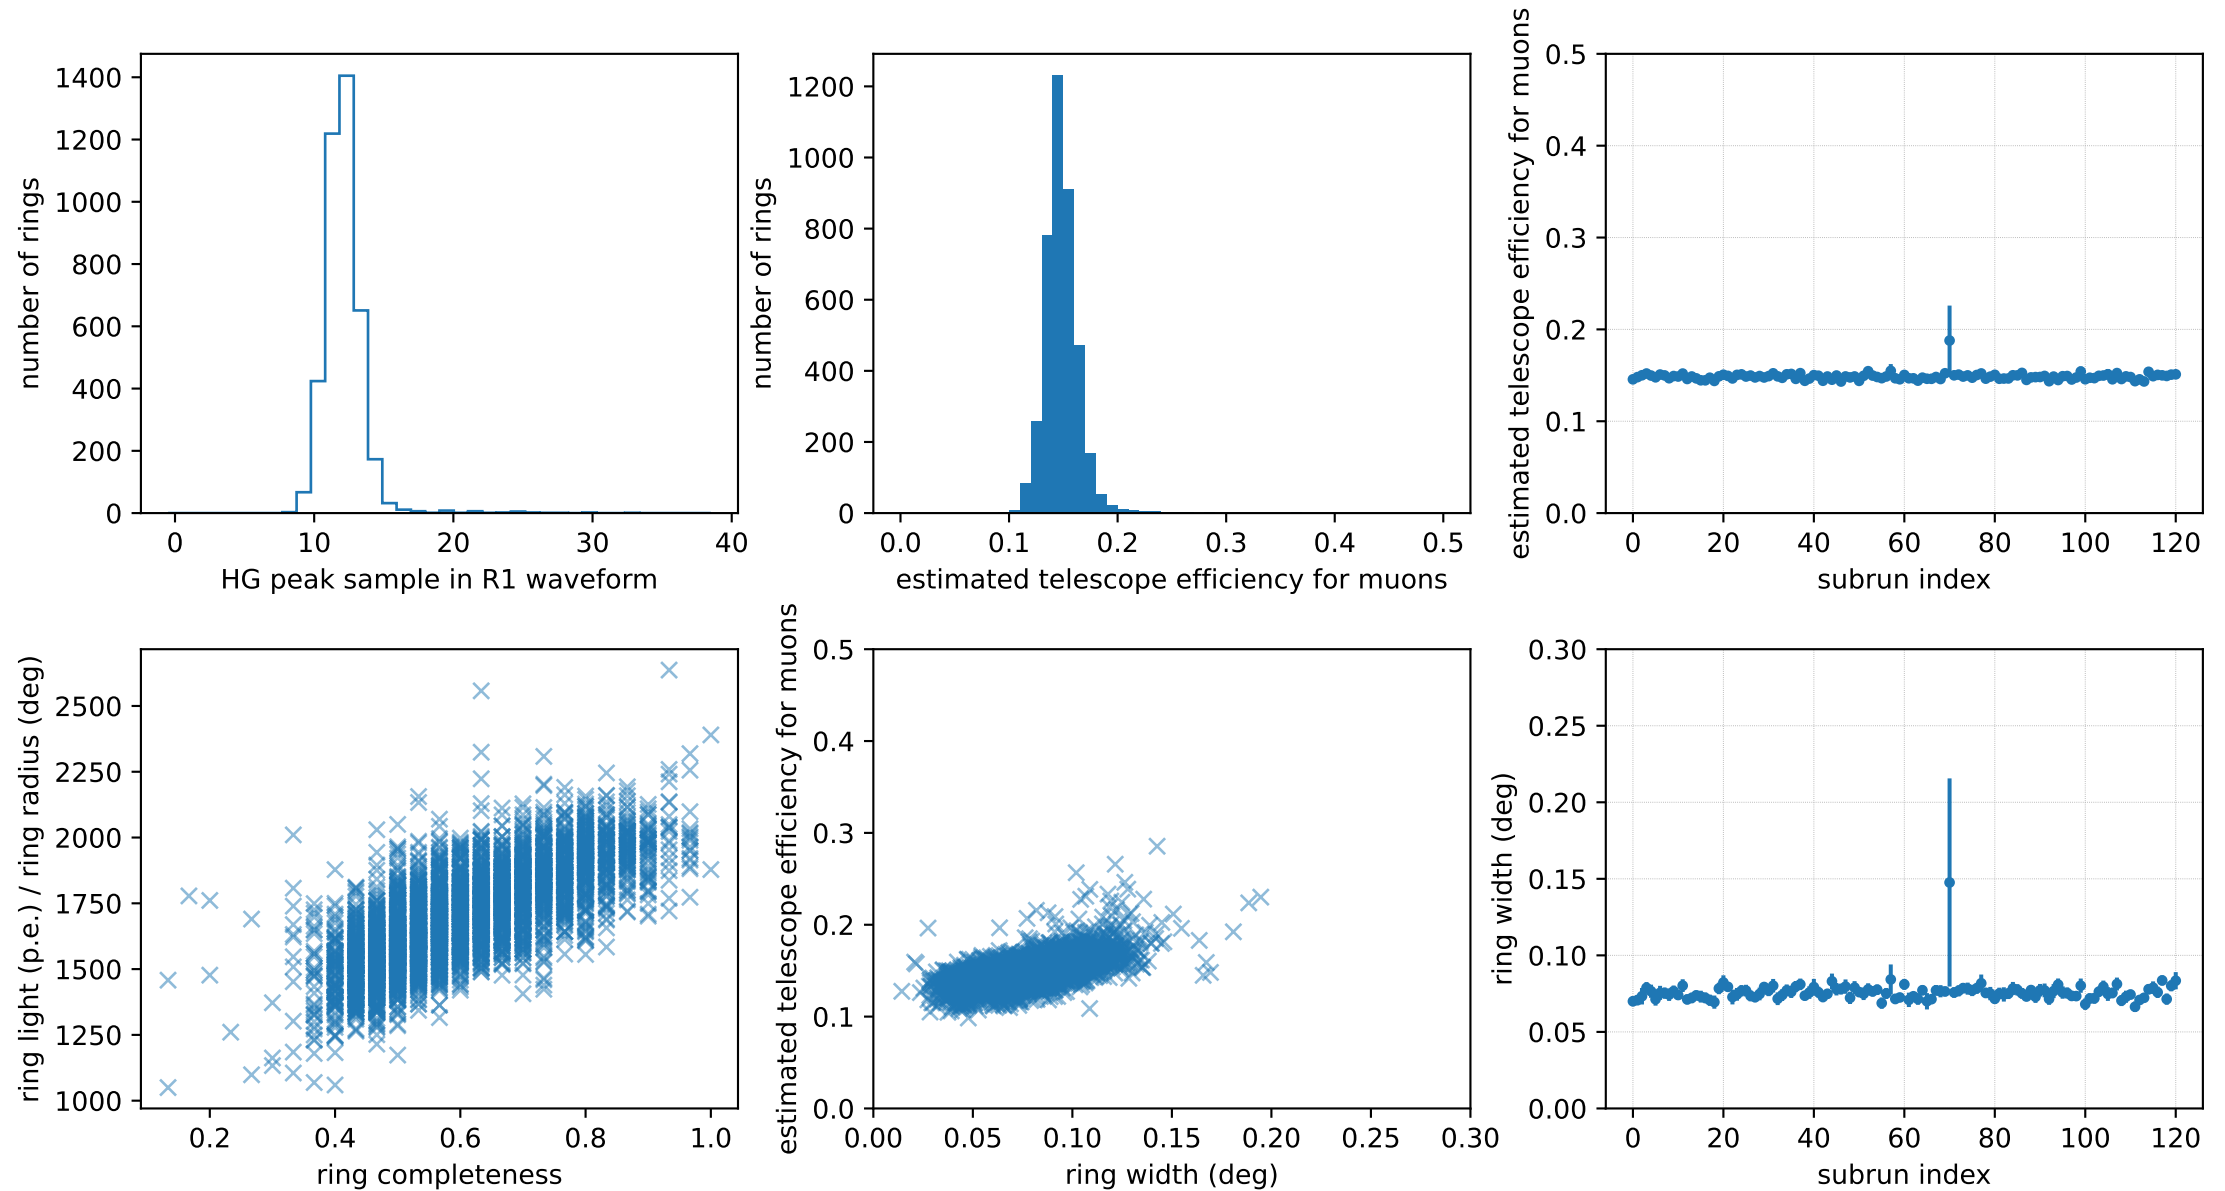 number of rings
1400
1200
1000
800
600
400
200
0
0 10 20 30 40
HG peak sample in R1 waveform
number of rings
1200
1000
800
600
400
200
0
0.0 0.1 0.2 0.3 0.4 0.5
estimated telescope efficiency for muons
estimated telescope efficiency for muons
0.5
0.4
0.3
0.2
0.1
0.0
0 20 40 60 80 100 120
subrun index
ring light (p.e.) / ring radius (deg)
2500
2250
2000
1750
1500
1250
1000
0.2 0.4 0.6 0.8 1.0
ring completeness
estimated telescope efficiency for muons
0.5
0.4
0.3
0.2
0.1
0.0
0.00 0.05 0.10 0.15 0.20 0.25 0.30
ring width (deg)
ring width (deg)
0.30
0.25
0.20
0.15
0.10
0.05
0.00
0 20 40 60 80 100 120
subrun index